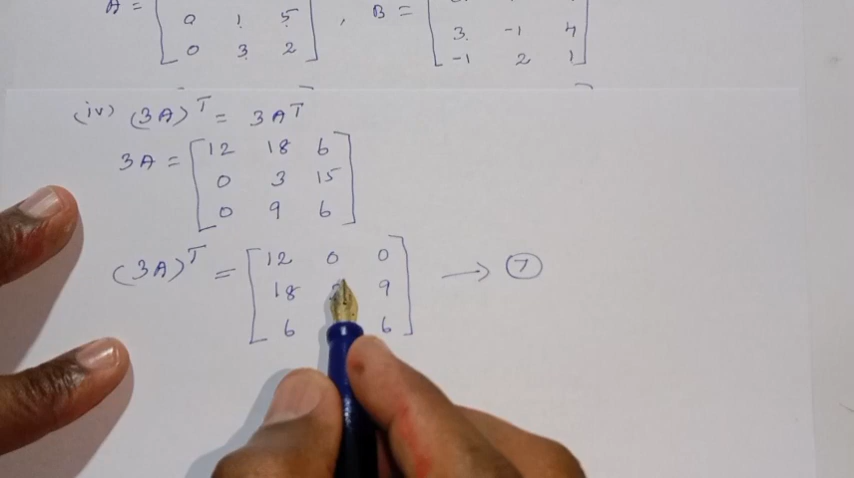 A = [
0 1 5
0 3 2 ] , B = [
3 -1 4
-1 2 1 ]
(iv) (3A)ᵀ = 3Aᵀ
3A = [ 12 18 6
0 3 15
0 9 6 ]
(3A)ᵀ = [ 12 0 0
18 9
6 6 ] → ⑦